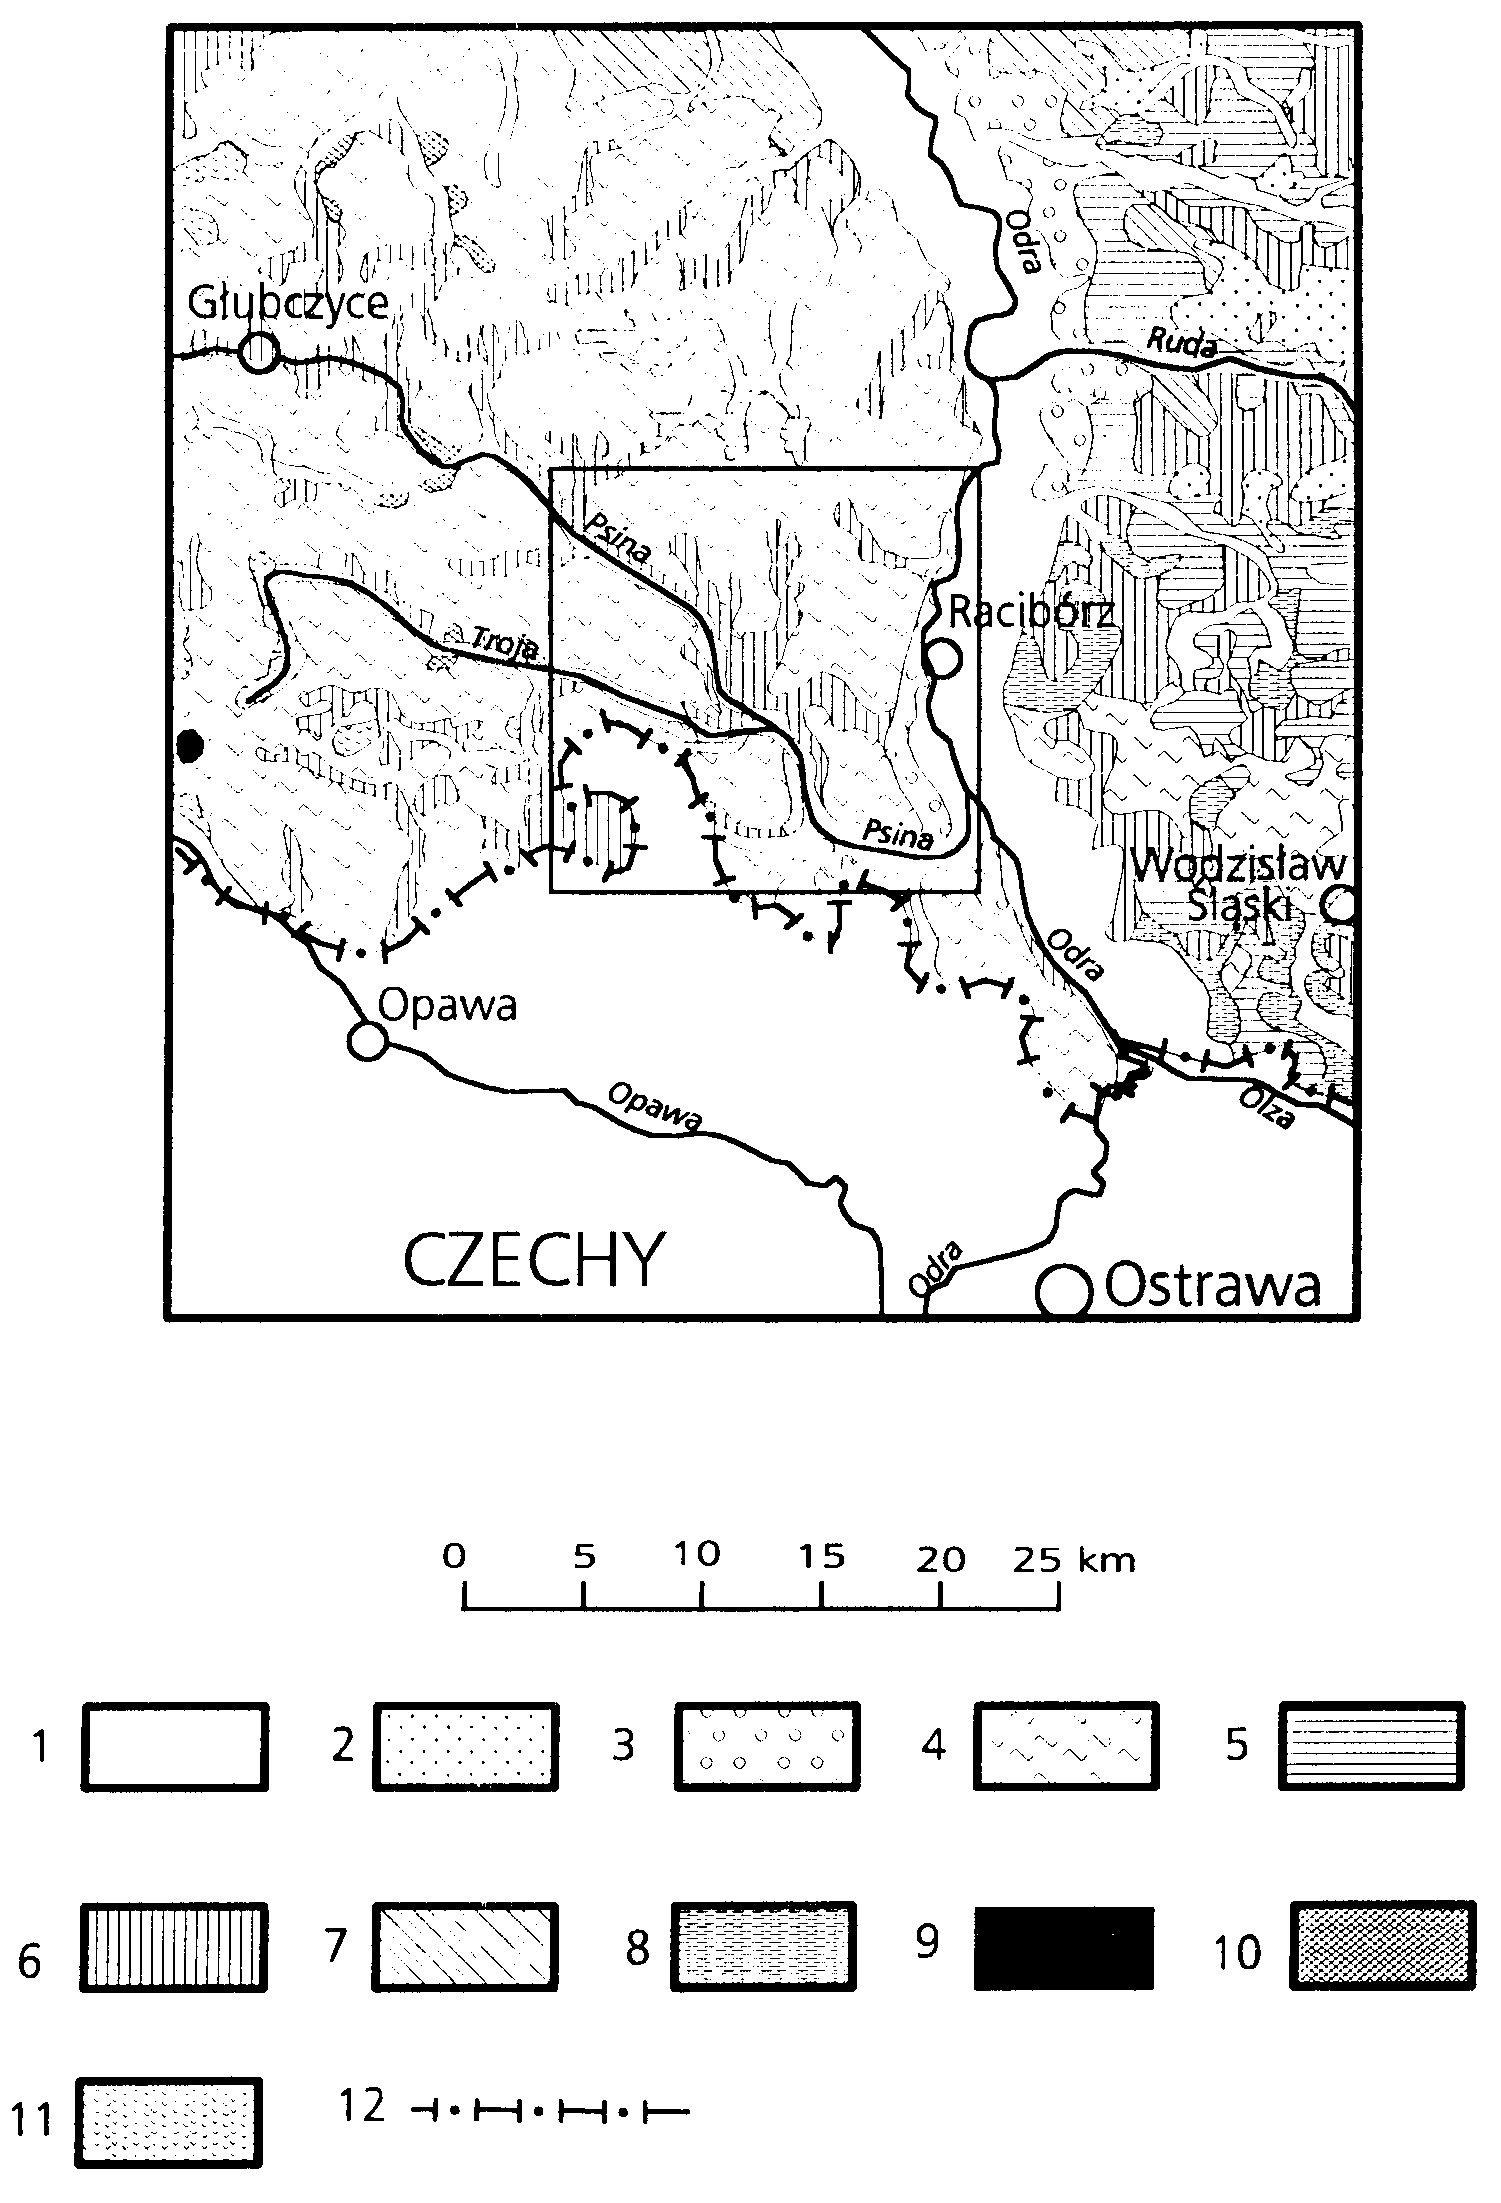 Odra
Głubczyce
Ruda
Psina
Racibórz
Troja
Psina
Wodzisław
Śląski
Odra
Opawa
Opawa
Olza
CZECHY
Odra
Ostrawa
0 5 10 15 20 25 km
1 2 3 4 5
6 7 8 9 10
11 12